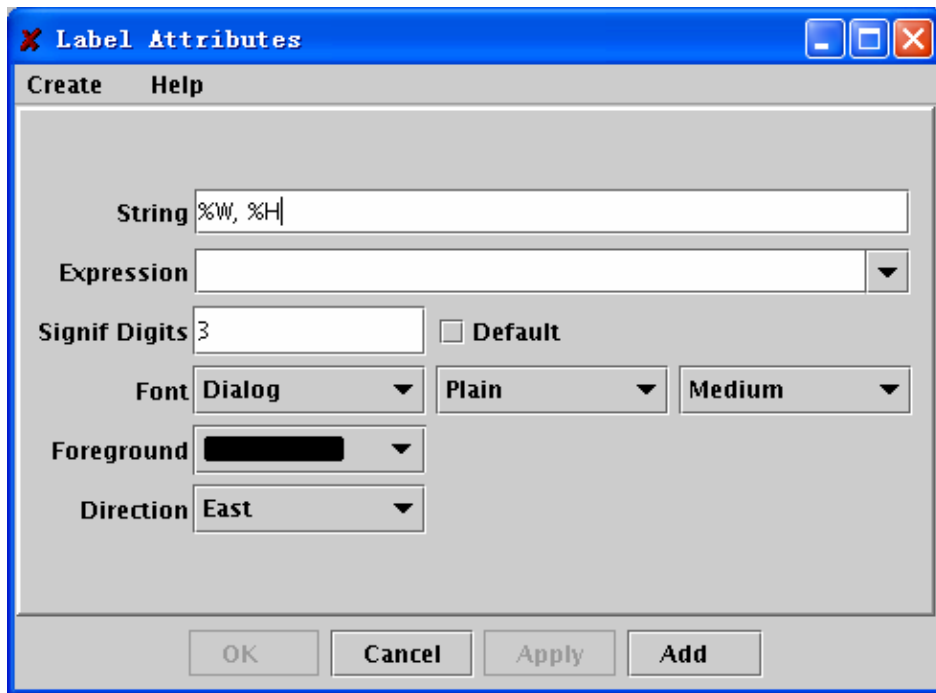 Label Attributes
Create Help
String %W, %H
Expression
Signif Digits 3 Default
Font Dialog Plain Medium
Foreground
Direction East
OK Cancel Apply Add